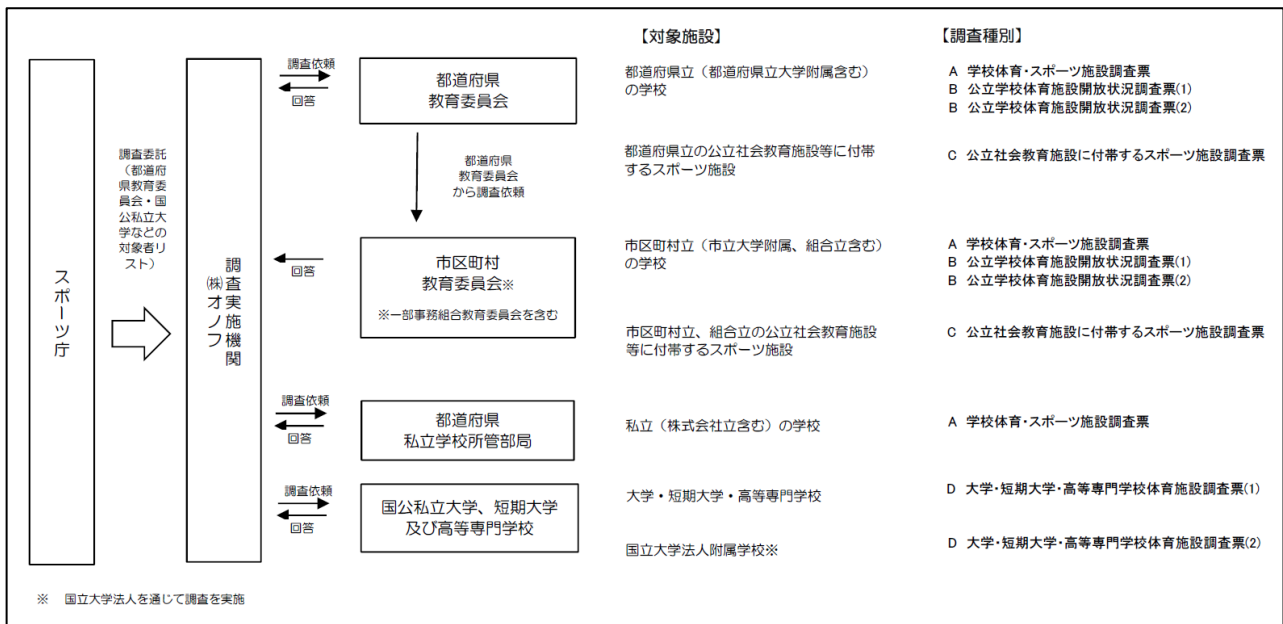 【対象施設】
【調査種別】
スポーツ庁
調査委託
（都道府
県教育委
員会・国
公私立大
学などの
対象者リ
スト）
調査実施機関
㈱オノフ
調査依頼
回答
都道府県
教育委員会
都道府県立（都道府県立大学附属含む）
の学校
A 学校体育・スポーツ施設調査票
B 公立学校体育施設開放状況調査票(1)
B 公立学校体育施設開放状況調査票(2)
都道府県
教育委員会
から調査依頼
都道府県立の公立社会教育施設等に付帯
するスポーツ施設
C 公立社会教育施設に付帯するスポーツ施設調査票
回答
市区町村
教育委員会※
※一部事務組合教育委員会を含む
市区町村立（市立大学附属、組合立含む）
の学校
A 学校体育・スポーツ施設調査票
B 公立学校体育施設開放状況調査票(1)
B 公立学校体育施設開放状況調査票(2)
市区町村立、組合立の公立社会教育施設
等に付帯するスポーツ施設
C 公立社会教育施設に付帯するスポーツ施設調査票
調査依頼
回答
都道府県
私立学校所管部局
私立（株式会社立含む）の学校
A 学校体育・スポーツ施設調査票
調査依頼
回答
国公私立大学、短期大学
及び高等専門学校
大学・短期大学・高等専門学校
D 大学・短期大学・高等専門学校体育施設調査票(1)
国立大学法人附属学校※
D 大学・短期大学・高等専門学校体育施設調査票(2)
※ 国立大学法人を通じて調査を実施